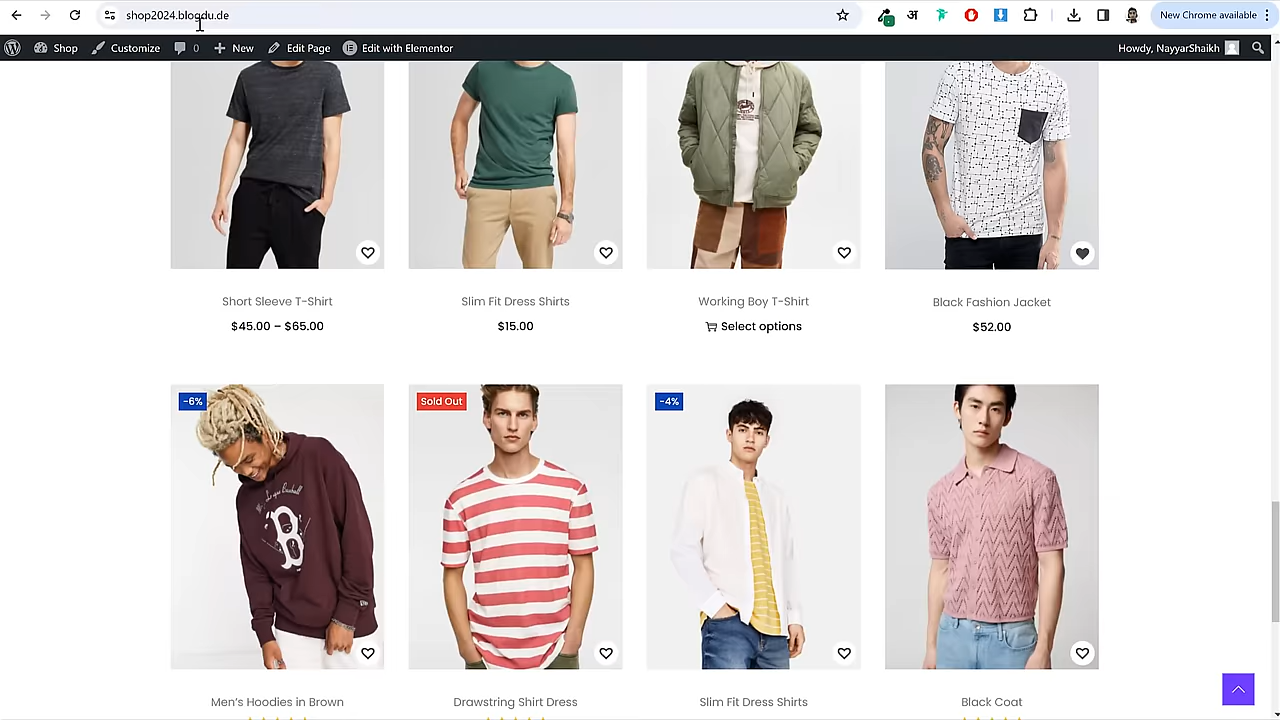 shop2024.blogdu.de
अ
New Chrome available
Shop
Customize
0
New
Edit Page
Edit with Elementor
Howdy, NayyarShaikh
Short Sleeve T-Shirt
Slim Fit Dress Shirts
Working Boy T-Shirt
Black Fashion Jacket
$45.00 – $65.00
$15.00
Select options
$52.00
-6%
Sold Out
-4%
B
Men's Hoodies in Brown
Drawstring Shirt Dress
Slim Fit Dress Shirts
Black Coat